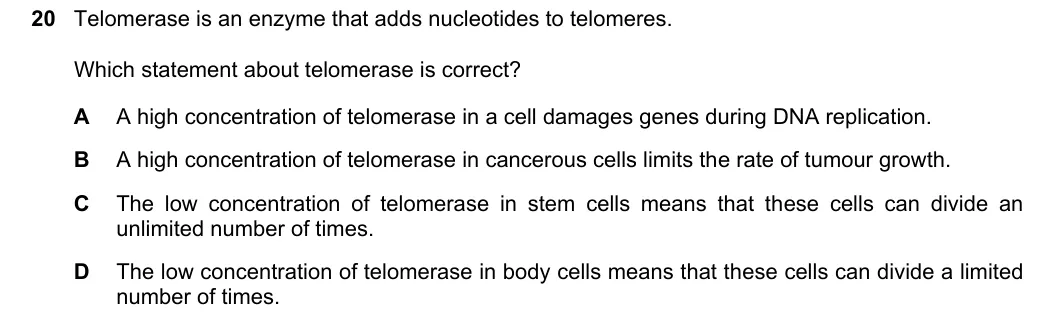 20 Telomerase is an enzyme that adds nucleotides to telomeres.
Which statement about telomerase is correct?
A A high concentration of telomerase in a cell damages genes during DNA replication.
B A high concentration of telomerase in cancerous cells limits the rate of tumour growth.
C The low concentration of telomerase in stem cells means that these cells can divide an
unlimited number of times.
D The low concentration of telomerase in body cells means that these cells can divide a limited
number of times.